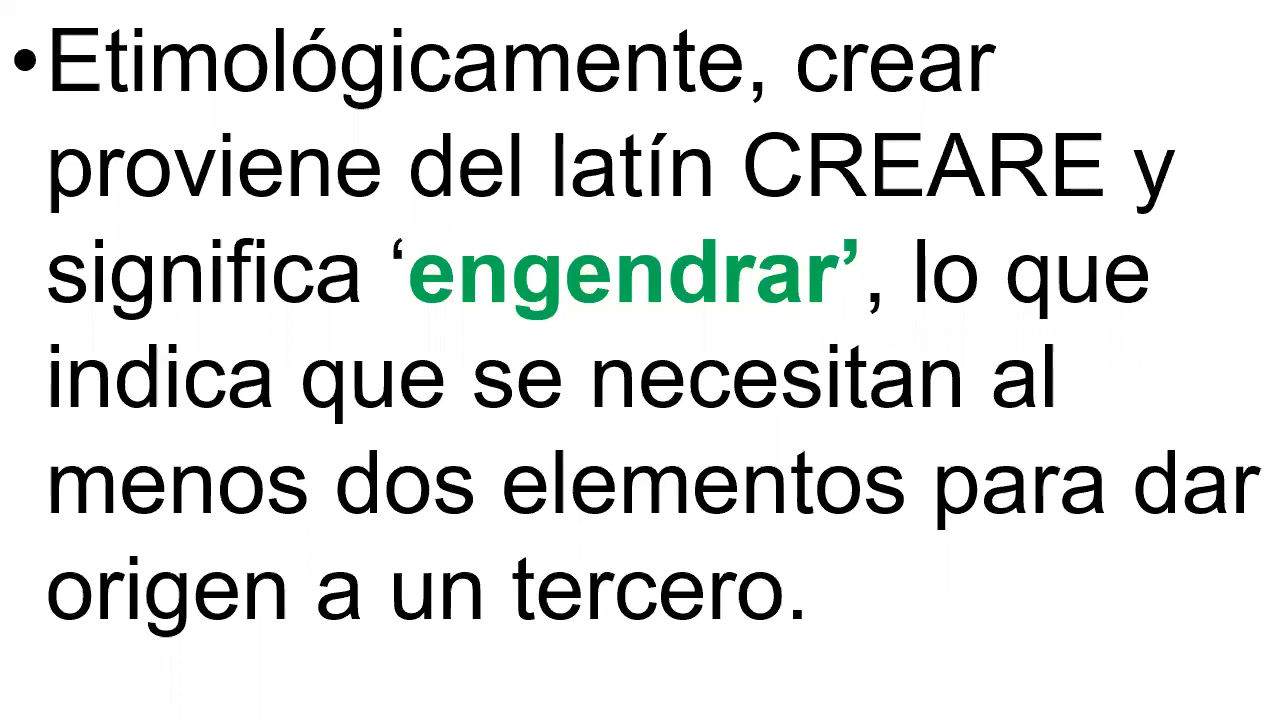 •Etimológicamente, crear
proviene del latín CREARE y
significa ‘engendrar’, lo que
indica que se necesitan al
menos dos elementos para dar
origen a un tercero.